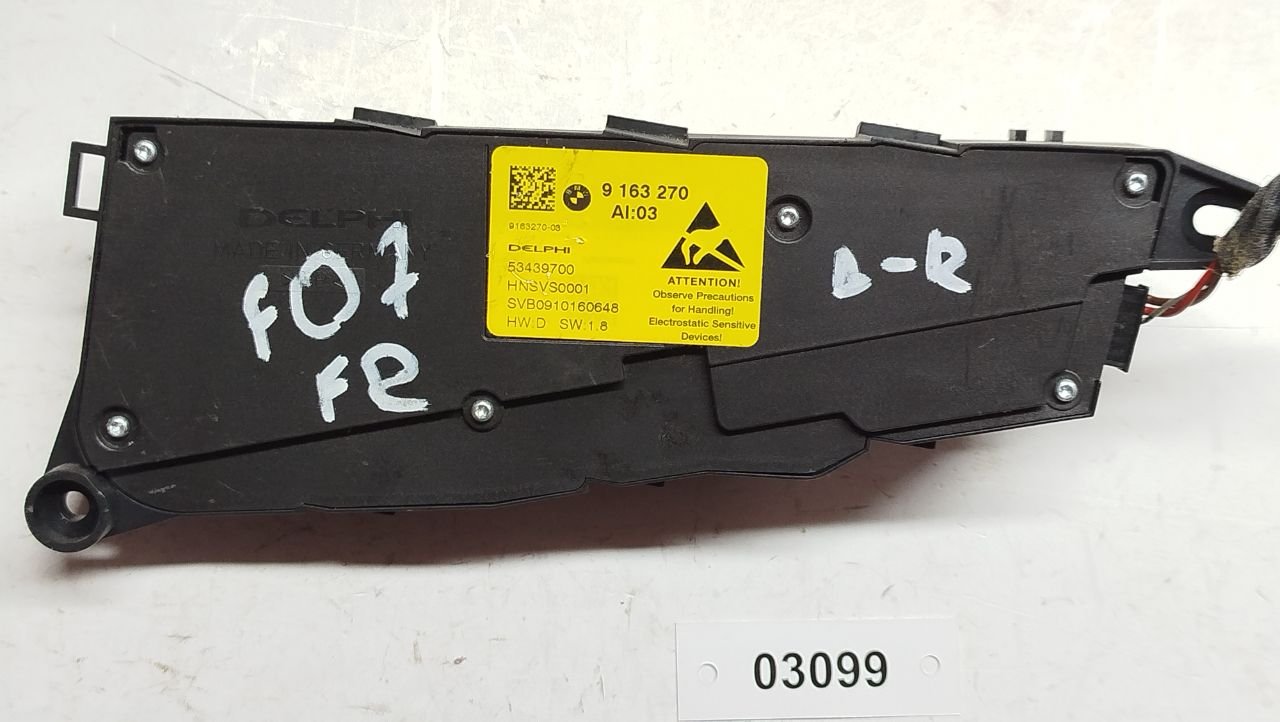 DELPHI
MADE IN GERMANY
F07
FR
9 163 270
AI:03
9163270-03
DELPHI
53439700
HNSVS0001
SVB0910160648
HW:D SW:1.8
ATTENTION!
Observe Precautions
for Handling!
Electrostatic Sensitive
Devices!
D-R
03099